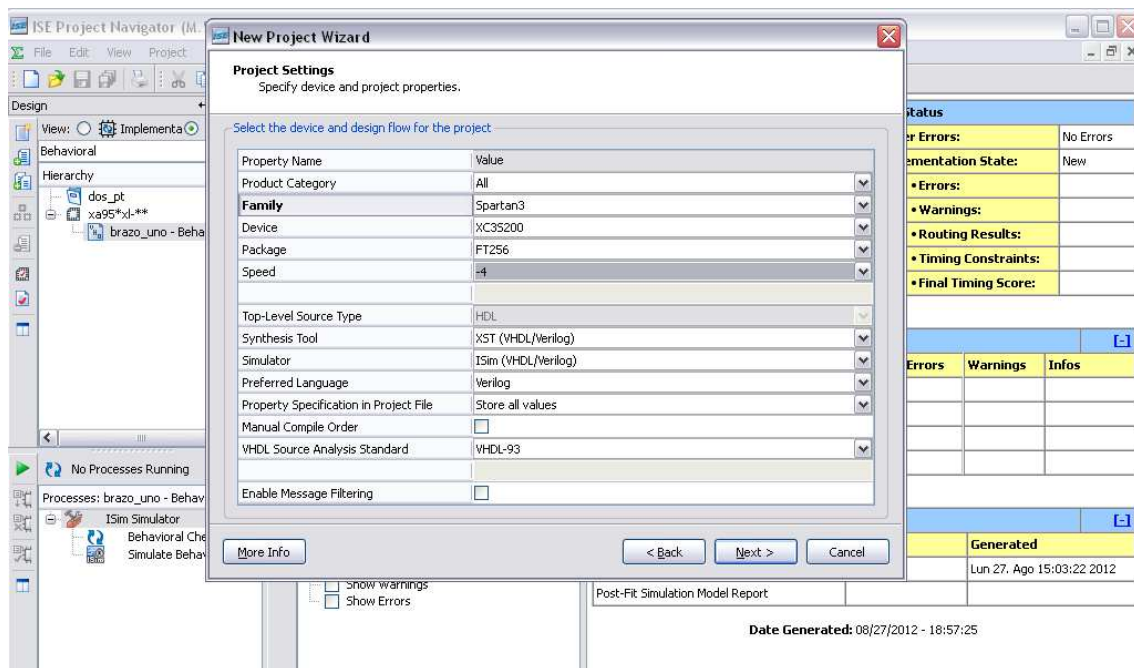 ISE Project Navigator (M.
File Edit View Project
Design
View: Implementa
Behavioral
Hierarchy
dos_pt
xa95*xl-**
brazo_uno - Beha
No Processes Running
Processes: brazo_uno - Behav
ISim Simulator
Behavioral Che
Simulate Behav
New Project Wizard
Project Settings
Specify device and project properties.
Select the device and design flow for the project
Property Name Value
Product Category All
Family Spartan3
Device XC3S200
Package FT256
Speed -4
Top-Level Source Type HDL
Synthesis Tool XST (VHDL/Verilog)
Simulator ISim (VHDL/Verilog)
Preferred Language Verilog
Property Specification in Project File Store all values
Manual Compile Order
VHDL Source Analysis Standard VHDL-93
Enable Message Filtering
More Info < Back Next > Cancel
Show Warnings
Show Errors
Status
er Errors: No Errors
ementation State: New
• Errors:
• Warnings:
• Routing Results:
• Timing Constraints:
• Final Timing Score:
[-]
Errors Warnings Infos
[-]
Generated
Lun 27. Ago 15:03:22 2012
Post-Fit Simulation Model Report
Date Generated: 08/27/2012 - 18:57:25